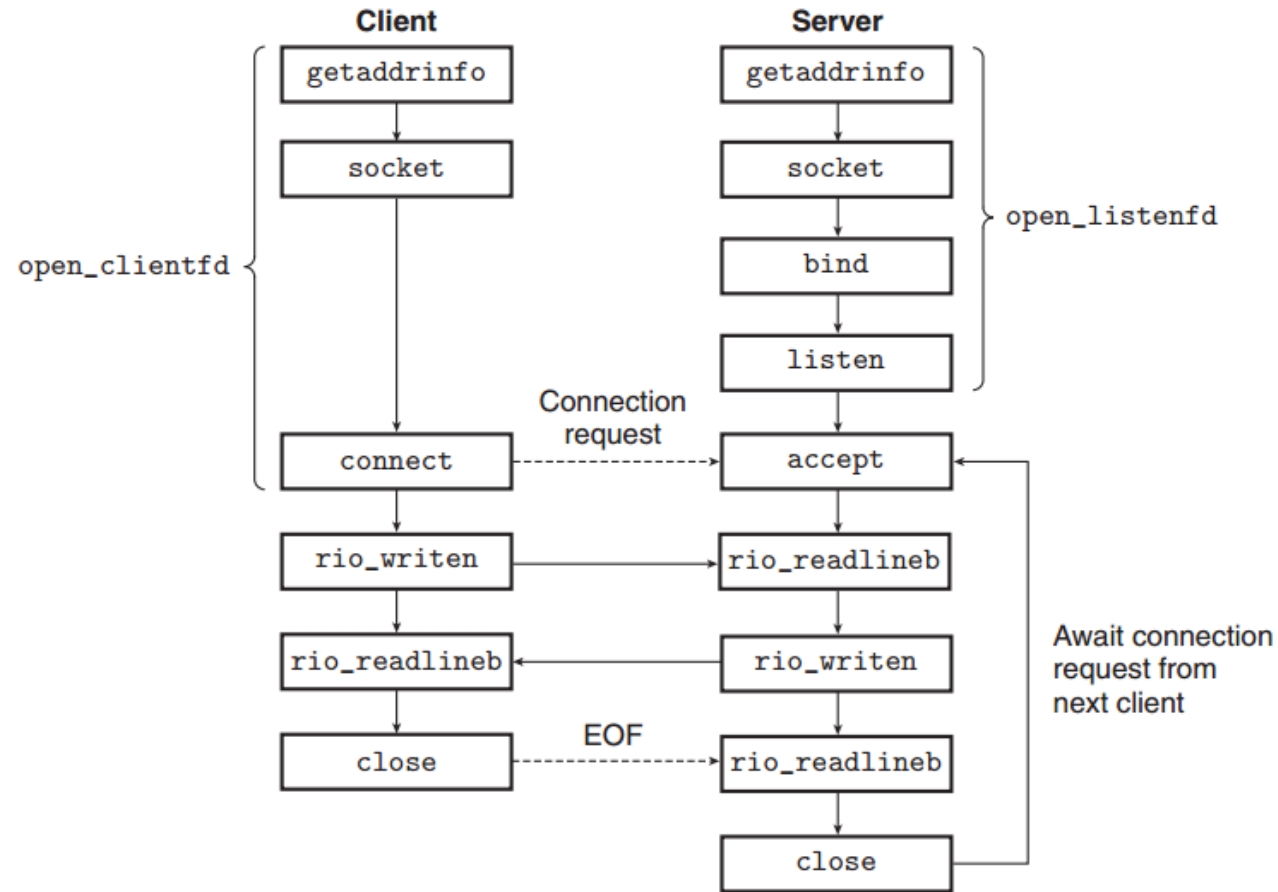 Client
Server
getaddrinfo
getaddrinfo
socket
socket
open_listenfd
open_clientfd
bind
listen
Connection
request
connect
accept
rio_writen
rio_readlineb
Await connection
request from
next client
rio_readlineb
rio_writen
EOF
close
rio_readlineb
close